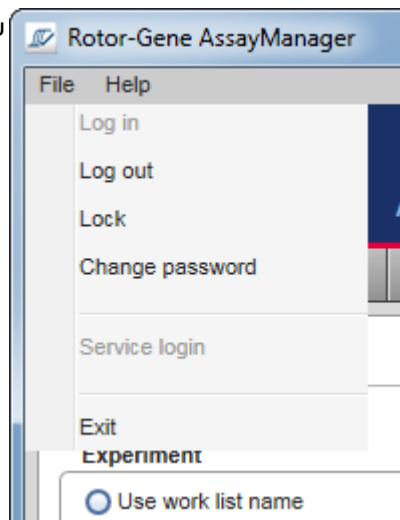 Rotor-Gene AssayManager
File Help
Log in
Log out
Lock
Change password
Service login
Exit
Experiment
Use work list name